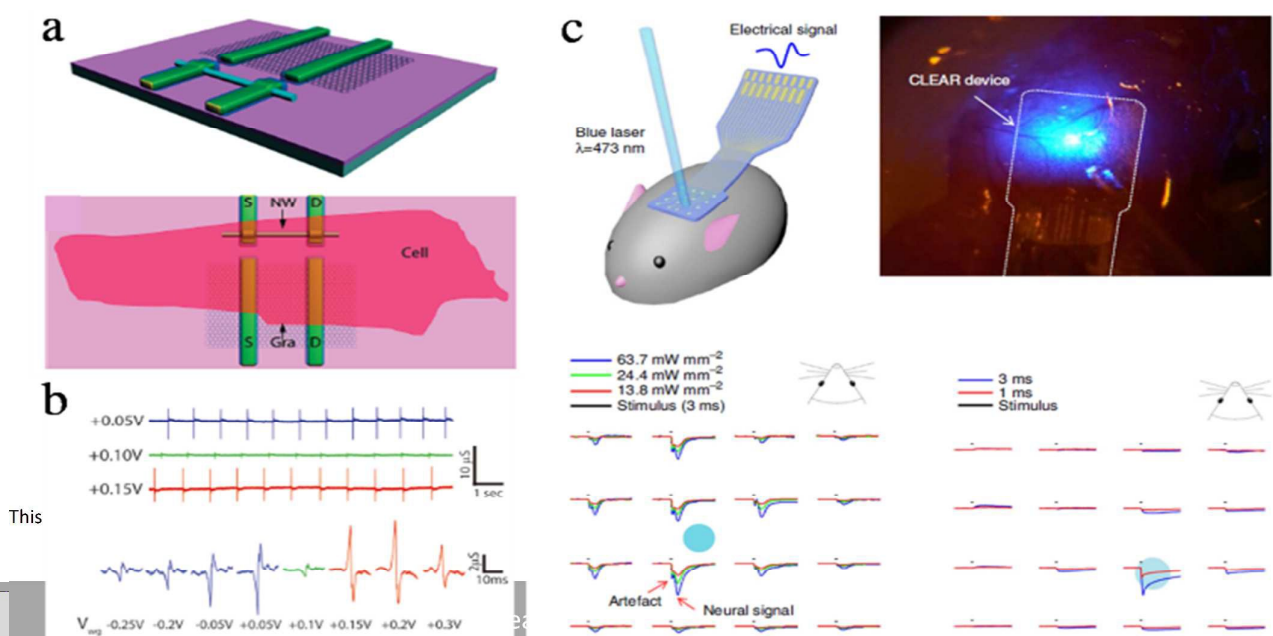 a
S NW D
Cell
S Gra D
b
+0.05V
+0.10V
+0.15V
10 µS
1 sec
2µS
10ms
Vwg -0.25V -0.2V -0.05V +0.05V +0.1V +0.15V +0.2V +0.3V
This
c
Electrical signal
Blue laser
λ=473 nm
CLEAR device
63.7 mW mm⁻²
24.4 mW mm⁻²
13.8 mW mm⁻²
Stimulus (3 ms)
Artefact
Neural signal
3 ms
1 ms
Stimulus